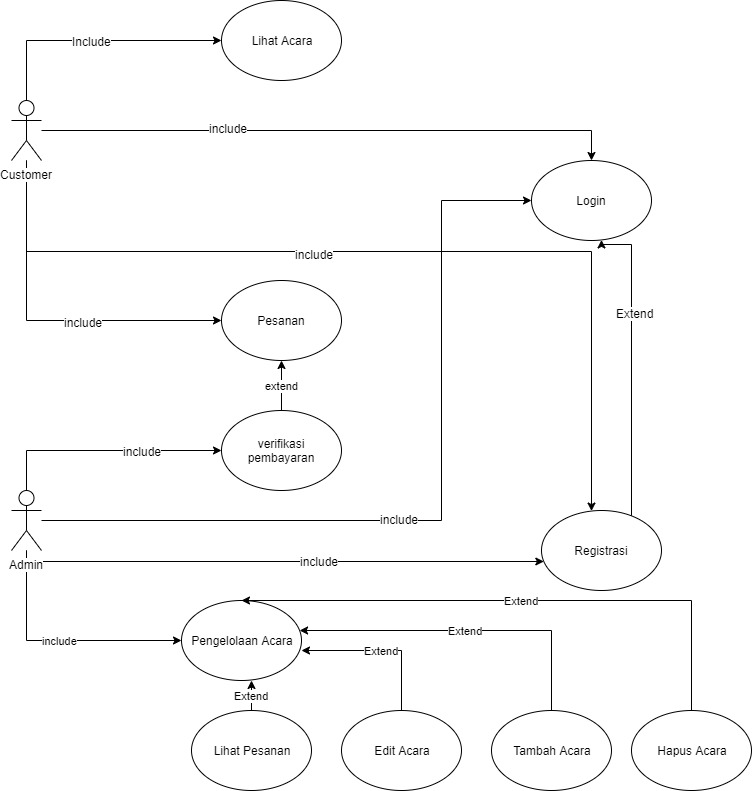 Lihat Acara
Include
include
Customer
Login
include
Extend
Pesanan
include
extend
verifikasi
pembayaran
include
include
Registrasi
Admin
include
Extend
Extend
Pengelolaan Acara
include
Extend
Extend
Lihat Pesanan
Edit Acara
Tambah Acara
Hapus Acara